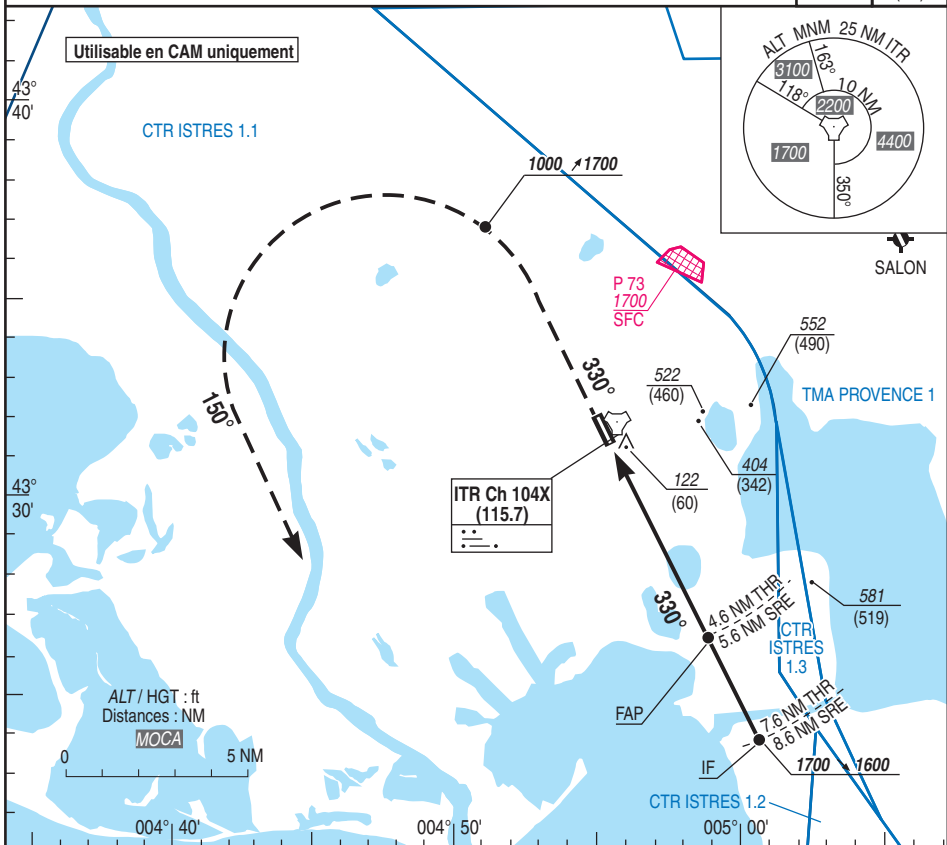 Utilisable en CAM uniquement
ALT MNM 25 NM ITR
3100
163°
118°
10 NM
2200
1700
4400
350°
43°
40'
CTR ISTRES 1.1
1000 1700
SALON
P 73
1700
SFC
552
(490)
330°
522
(460)
TMA PROVENCE 1
150°
404
(342)
122
(60)
43°
30'
ITR Ch 104X
(115.7)
330°
4.6 NM THR
5.6 NM SRE
581
(519)
CTR
ISTRES
1.3
ALT / HGT : ft
Distances : NM
MOCA
0 5 NM
FAP
7.6 NM THR
8.6 NM SRE
IF
1700 1600
CTR ISTRES 1.2
004° 40'
004° 50'
005° 00'